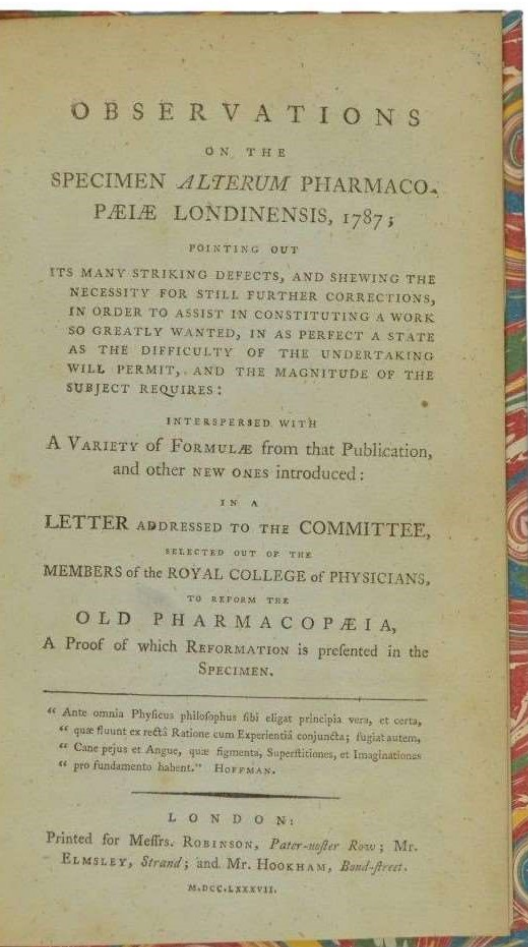 OBSERVATIONS
ON THE
SPECIMEN ALTERUM PHARMACO-
PÆIÆ LONDINENSIS, 1787;
POINTING OUT
ITS MANY STRIKING DEFECTS, AND SHEWING THE
NECESSITY FOR STILL FURTHER CORRECTIONS,
IN ORDER TO ASSIST IN CONSTITUTING A WORK
SO GREATLY WANTED, IN AS PERFECT A STATE
AS THE DIFFICULTY OF THE UNDERTAKING
WILL PERMIT, AND THE MAGNITUDE OF THE
SUBJECT REQUIRES:
INTERSPERSED WITH
A VARIETY of FORMULÆ from that Publication,
and other NEW ONES introduced:
IN A
LETTER ADDRESSED TO THE COMMITTEE,
SELECTED OUT OF THE
MEMBERS of the ROYAL COLLEGE of PHYSICIANS,
TO REFORM THE
OLD PHARMACOPÆIA,
A Proof of which REFORMATION is preſented in the
SPECIMEN.
“ Ante omnia Phyſicus philoſophus ſibi eligat principia vera, et certa,
“ quæ fluunt ex rectâ Ratione cum Experientiâ conjuncta; fugiat autem,
“ Cane pejus et Angue, quæ figmenta, Superſtitiones, et Imaginationes
“ pro fundamento habent.” HOFFMAN.
LONDON:
Printed for Meſſrs. ROBINSON, Pater-noſter Row; Mr.
ELMSLEY, Strand; and Mr. HOOKHAM, Bond-ſtreet.
M.DCC.LXXXVII.